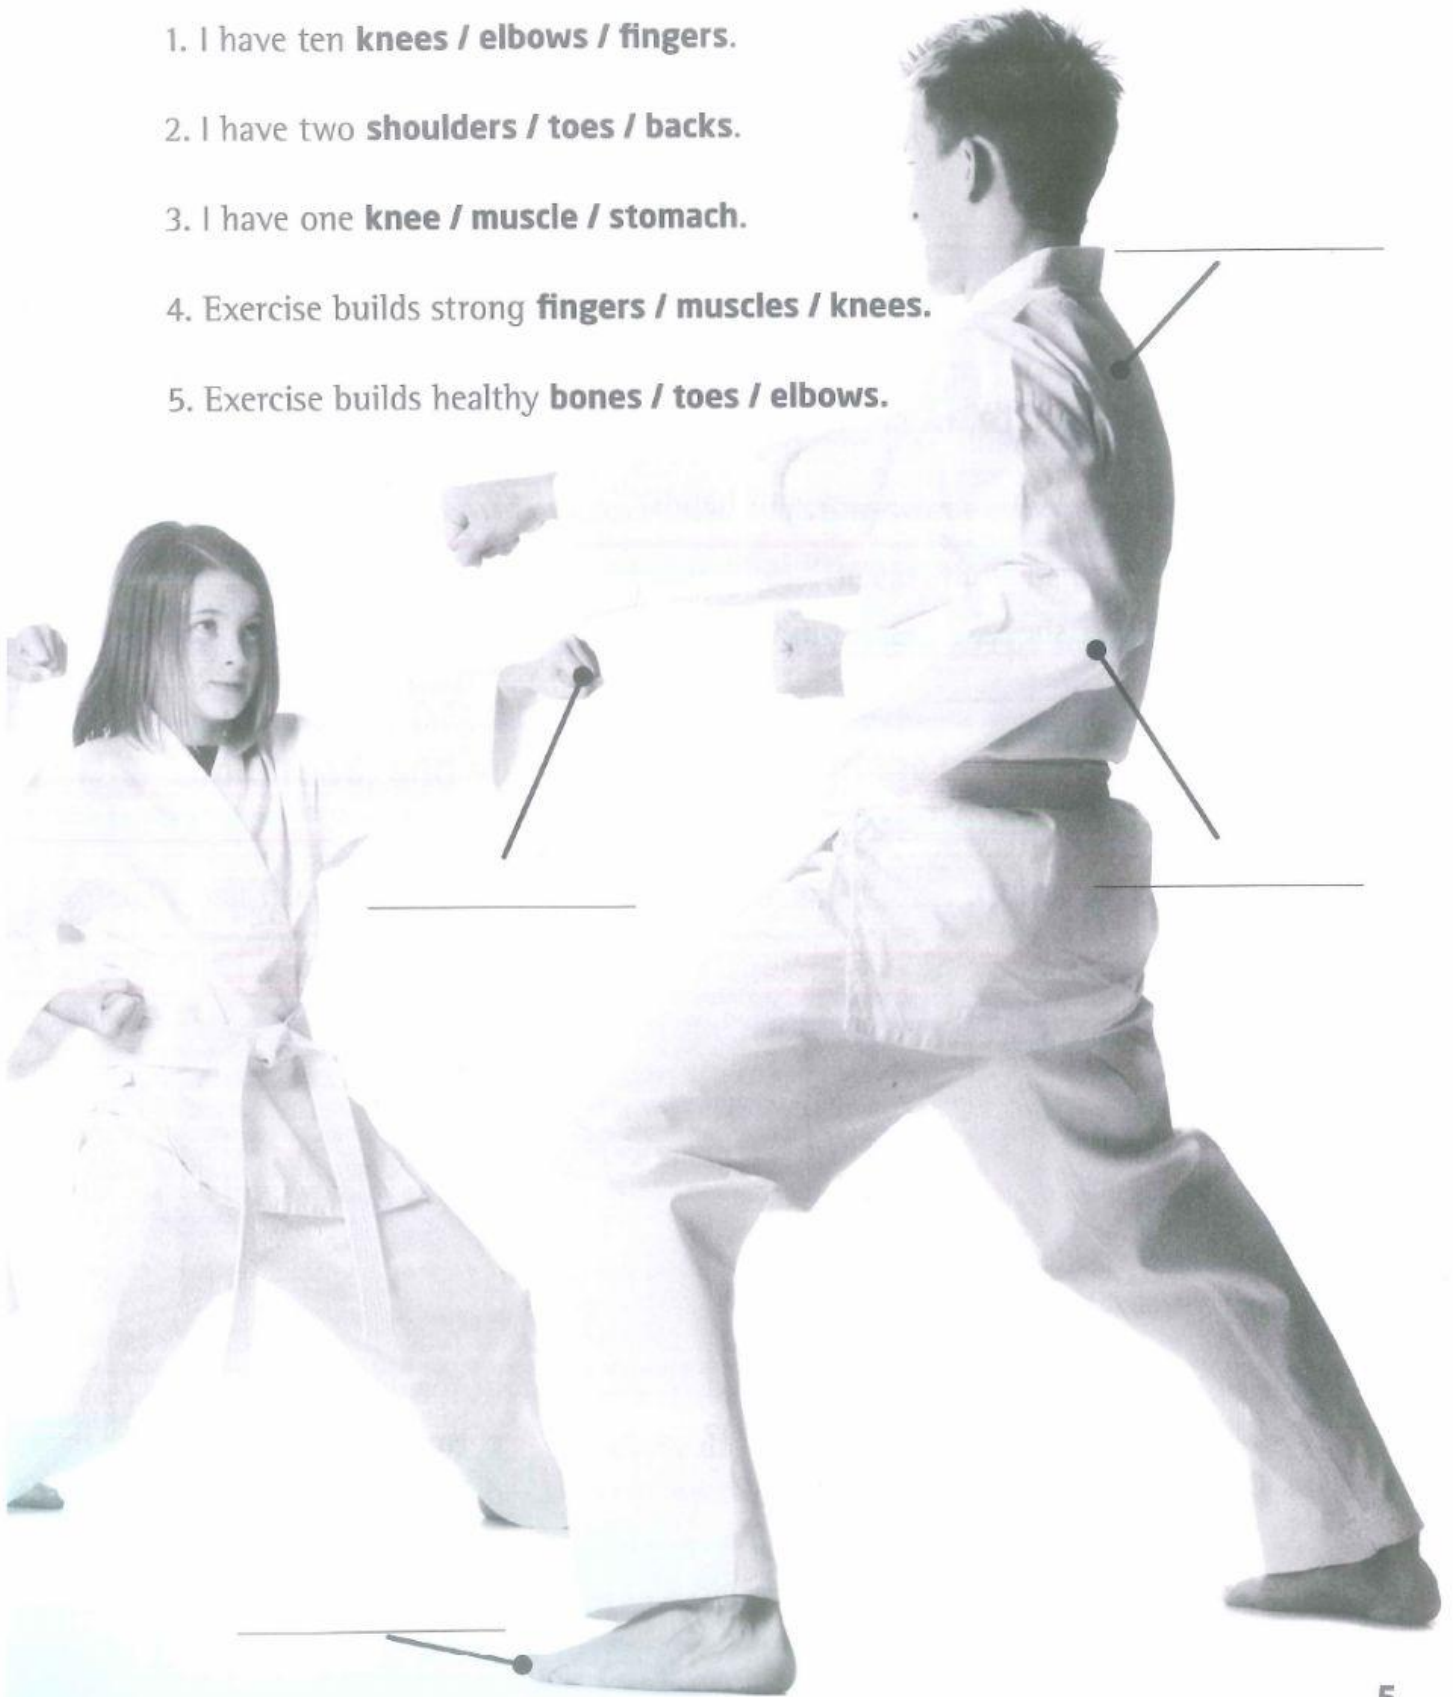 1. I have ten knees / elbows / fingers.
2. I have two shoulders / toes / backs.
3. I have one knee / muscle / stomach.
4. Exercise builds strong fingers / muscles / knees.
5. Exercise builds healthy bones / toes / elbows.
5